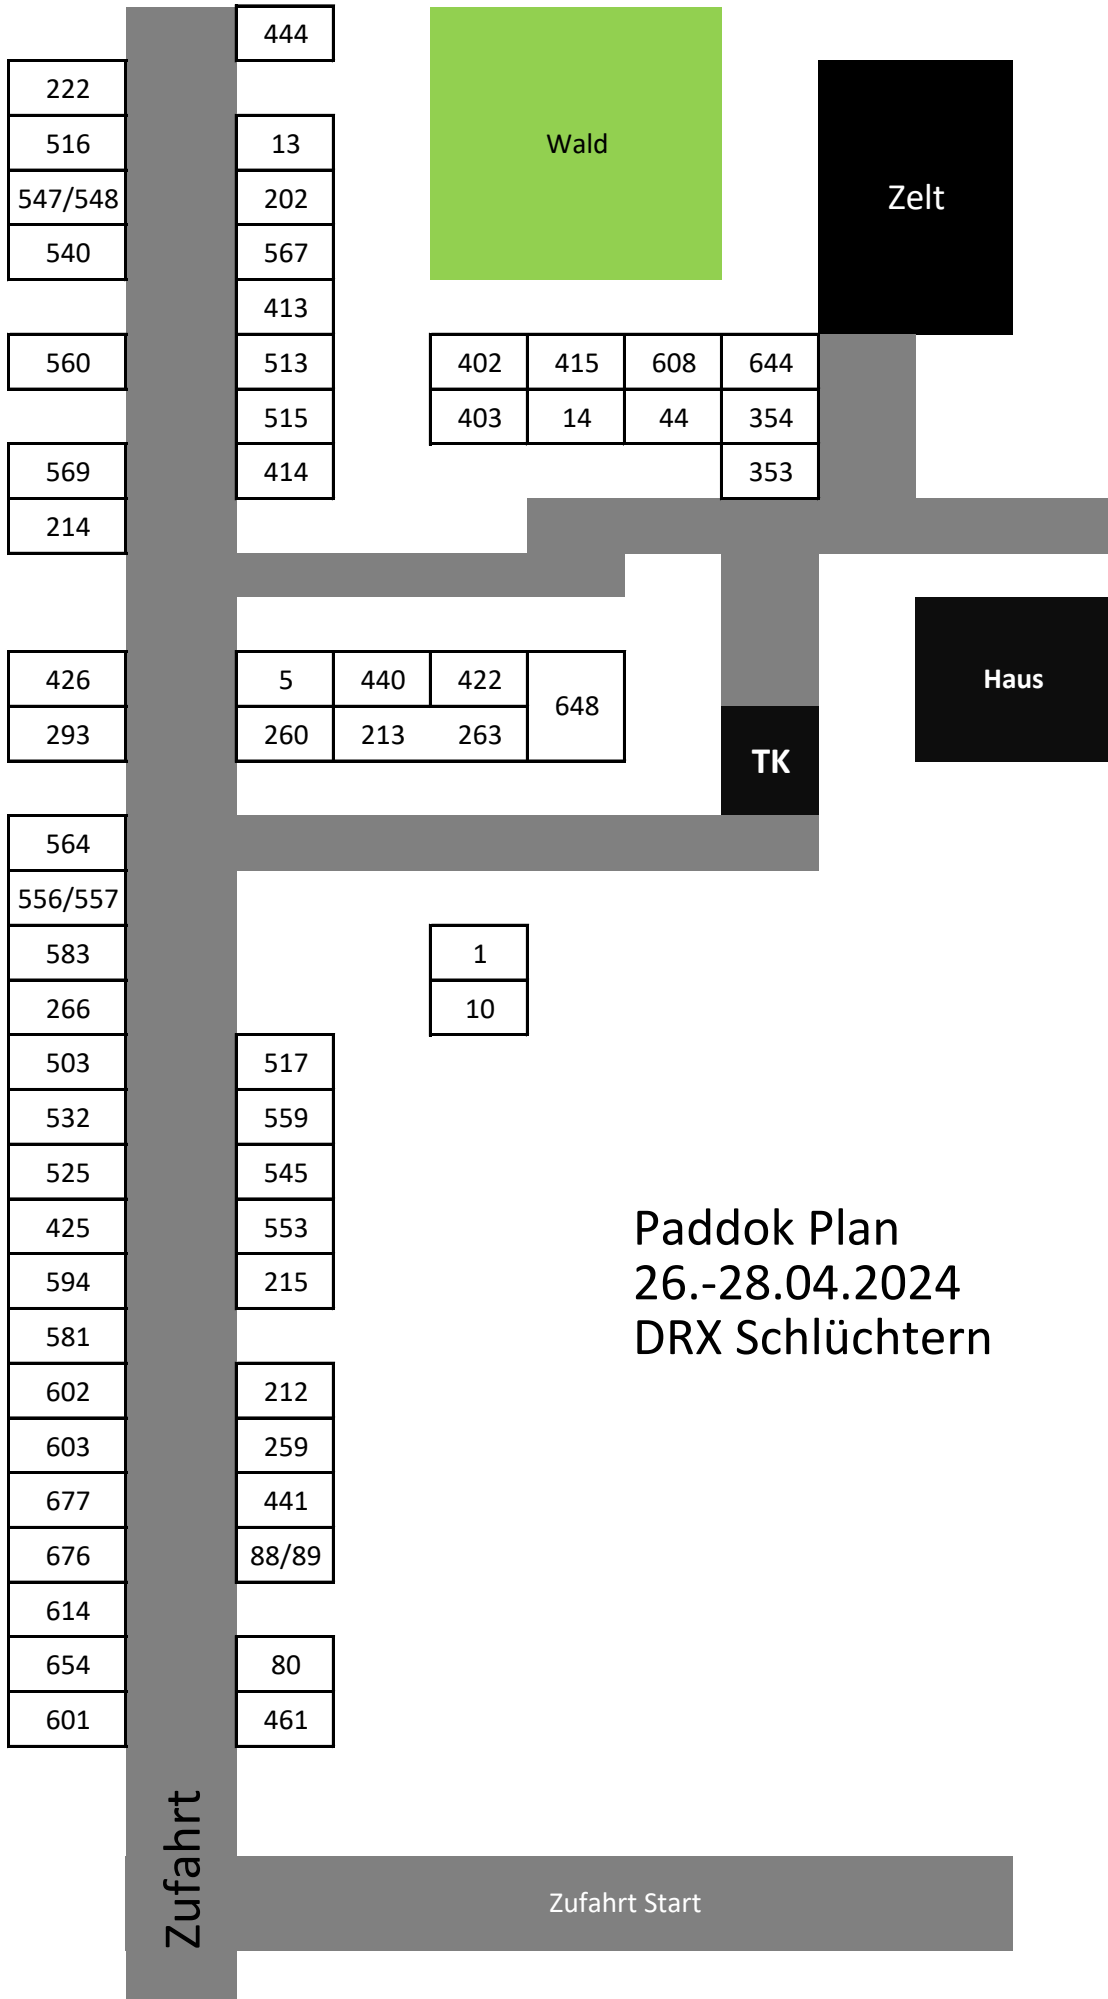 444
222
516 13 Wald
547/548 202 Zelt
540 567
413
560 513 402 415 608 644
515 403 14 44 354
569 414 353
214
426 5 440 422 648 Haus
293 260 213 263 TK
564
556/557
583 1
266 10
503 517
532 559
525 545
425 553
594 215
581
602 212
603 259
677 441
676 88/89
614
654 80
601 461
Paddok Plan
26.-28.04.2024
DRX Schlüchtern
Zufahrt
Zufahrt Start